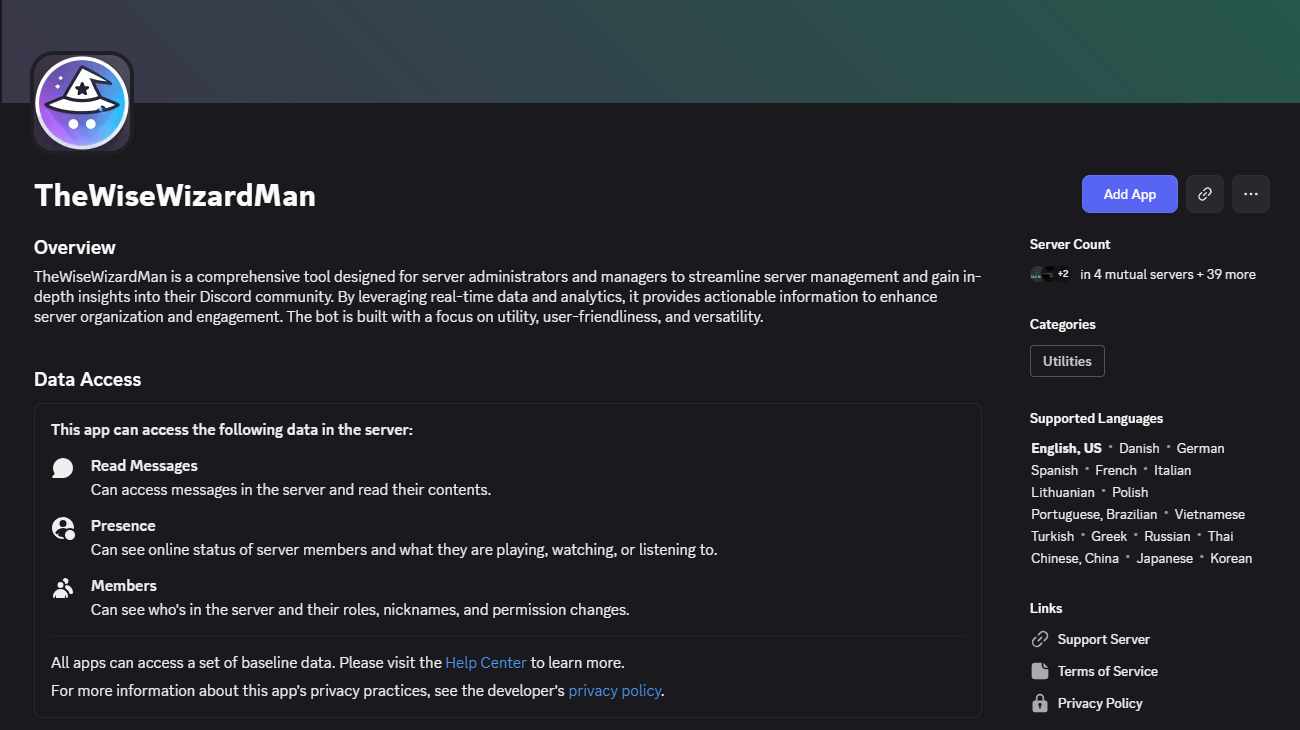 TheWiseWizardMan
Add App
Overview
TheWiseWizardMan is a comprehensive tool designed for server administrators and managers to streamline server management and gain in-
depth insights into their Discord community. By leveraging real-time data and analytics, it provides actionable information to enhance
server organization and engagement. The bot is built with a focus on utility, user-friendliness, and versatility.
Data Access
This app can access the following data in the server:
Read Messages
Can access messages in the server and read their contents.
Presence
Can see online status of server members and what they are playing, watching, or listening to.
Members
Can see who's in the server and their roles, nicknames, and permission changes.
All apps can access a set of baseline data. Please visit the Help Center to learn more.
For more information about this app's privacy practices, see the developer's privacy policy.
Server Count
+2 in 4 mutual servers + 39 more
Categories
Utilities
Supported Languages
English, US • Danish • German
Spanish • French • Italian
Lithuanian • Polish
Portuguese, Brazilian • Vietnamese
Turkish • Greek • Russian • Thai
Chinese, China • Japanese • Korean
Links
Support Server
Terms of Service
Privacy Policy